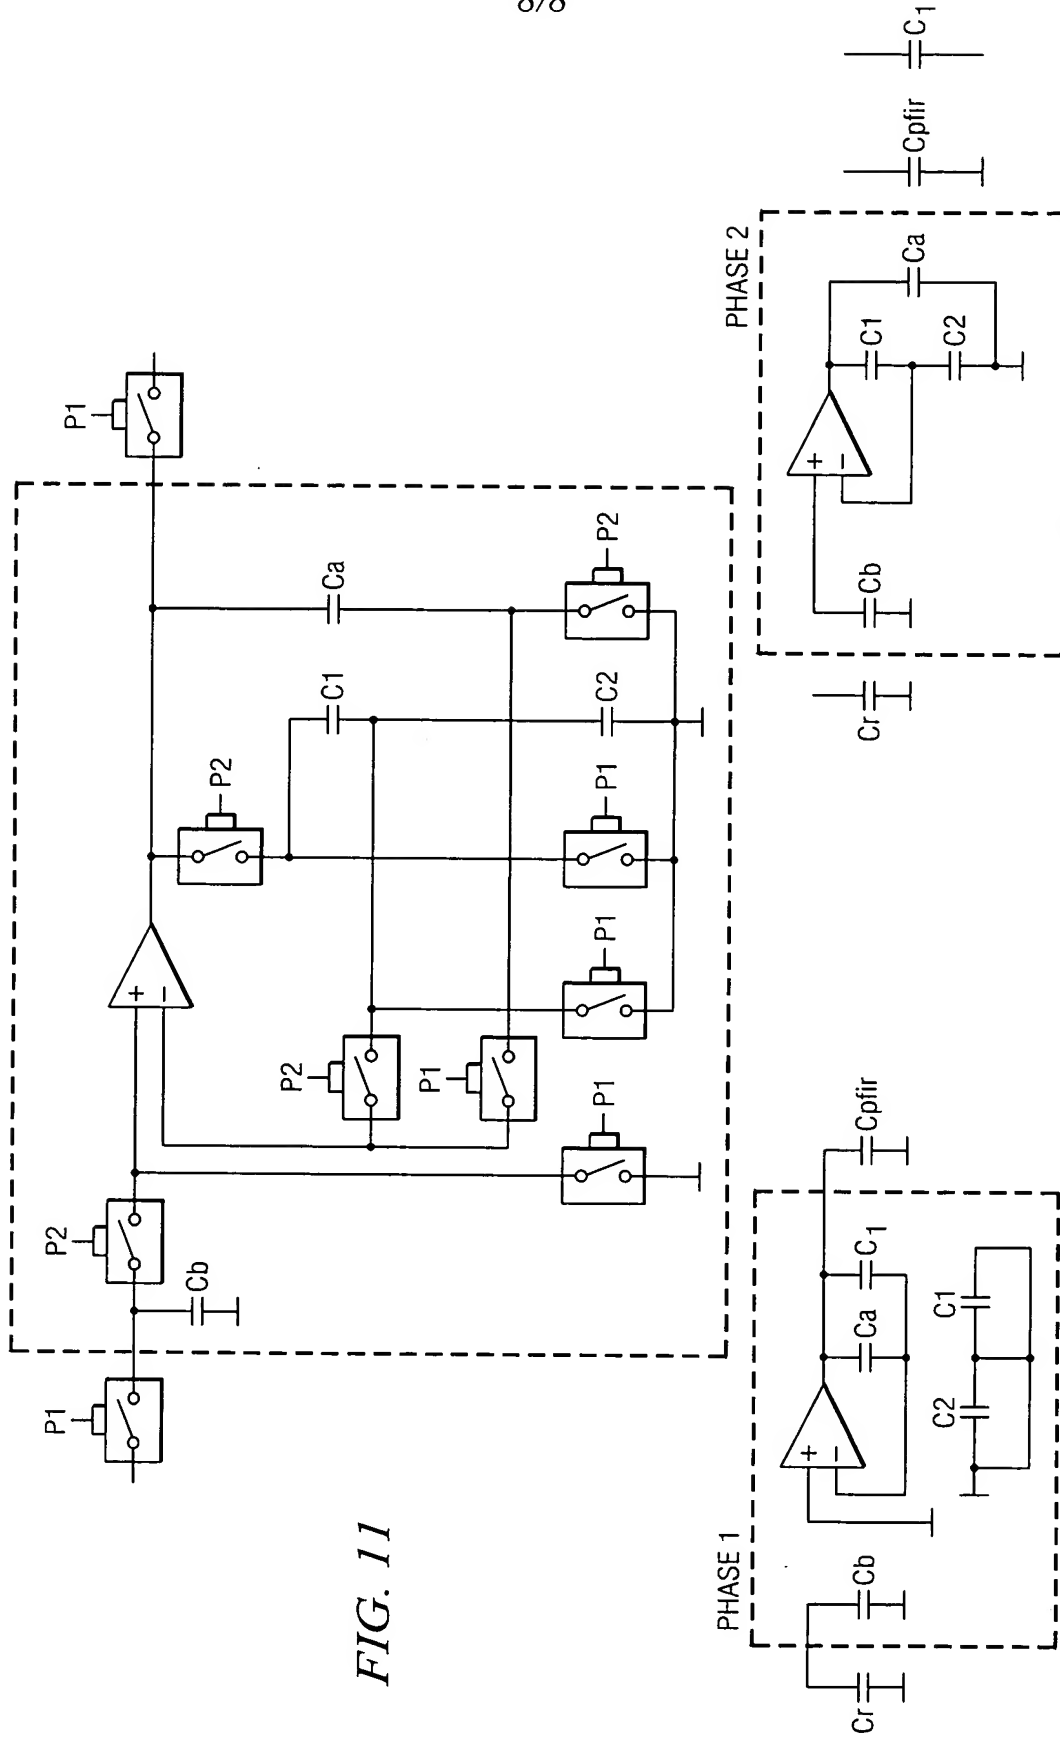 8/8
FIG. 11
P1
P2
Cb
+
−
P2
P1
P1
P1
P2
P1
C1
C2
Ca
P2
P1
PHASE 1
Cr
Cb
+
−
Ca
C1
C2
C1
Cpfir
PHASE 2
Cr
Cb
+
−
C1
C2
Ca
Cpfir
C1